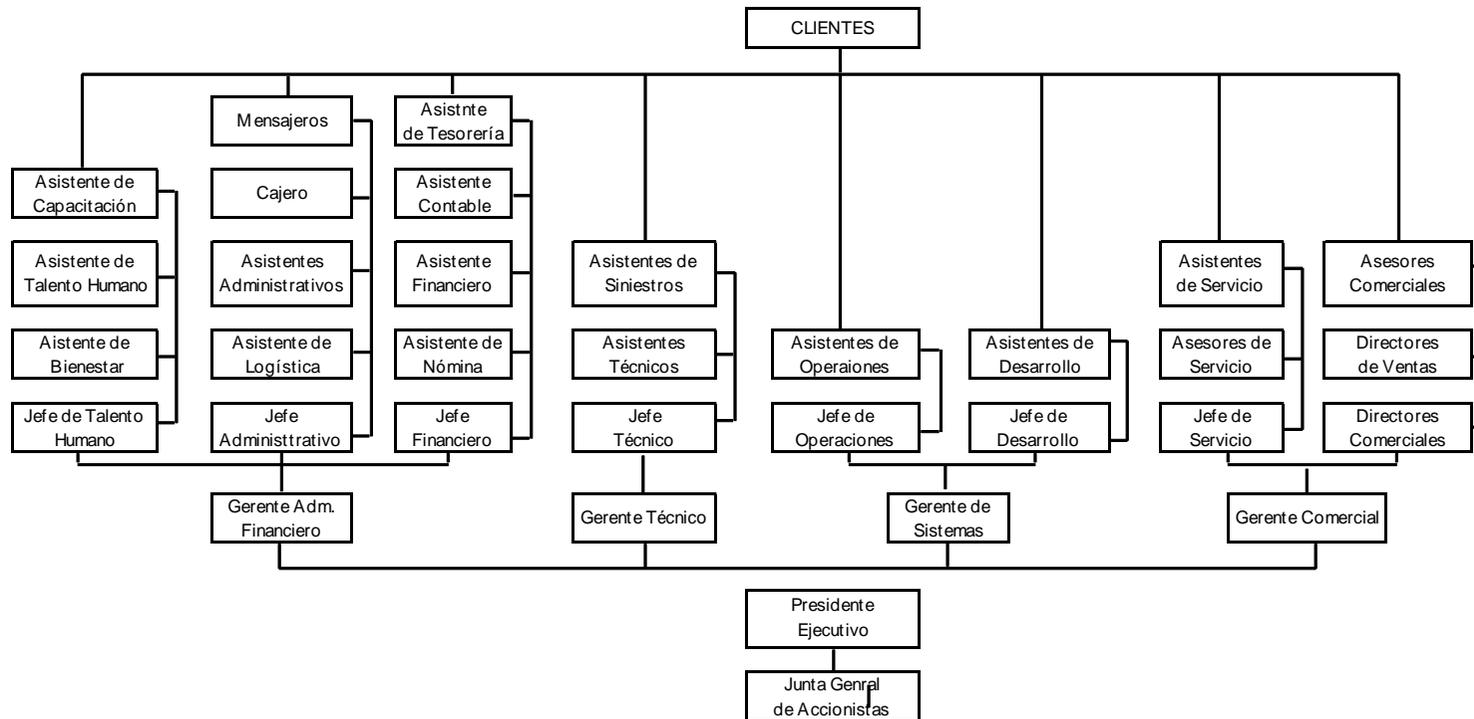 CLIENTES
Mensajeros
Asistnte
de Tesorería
Asistente de
Capacitación
Cajero
Asistente
Contable
Asistente de
Talento Humano
Asistentes
Administrativos
Asistente
Financiero
Asistentes de
Siniestros
Asistentes
de Servicio
Asesores
Comerciales
Aistente de
Bienestar
Asistente de
Logística
Asistente de
Nómina
Asistentes
Técnicos
Asistentes de
Operaiones
Asistentes de
Desarrollo
Asesores de
Servicio
Directores
de Ventas
Jefe de Talento
Humano
Jefe
Administtrativo
Jefe
Financiero
Jefe
Técnico
Jefe de
Operaciones
Jefe de
Desarrollo
Jefe de
Servicio
Directores
Comerciales
Gerente Adm.
Financiero
Gerente Técnico
Gerente de
Sistemas
Gerente Comercial
Presidente
Ejecutivo
Junta Genral
de Accionistas